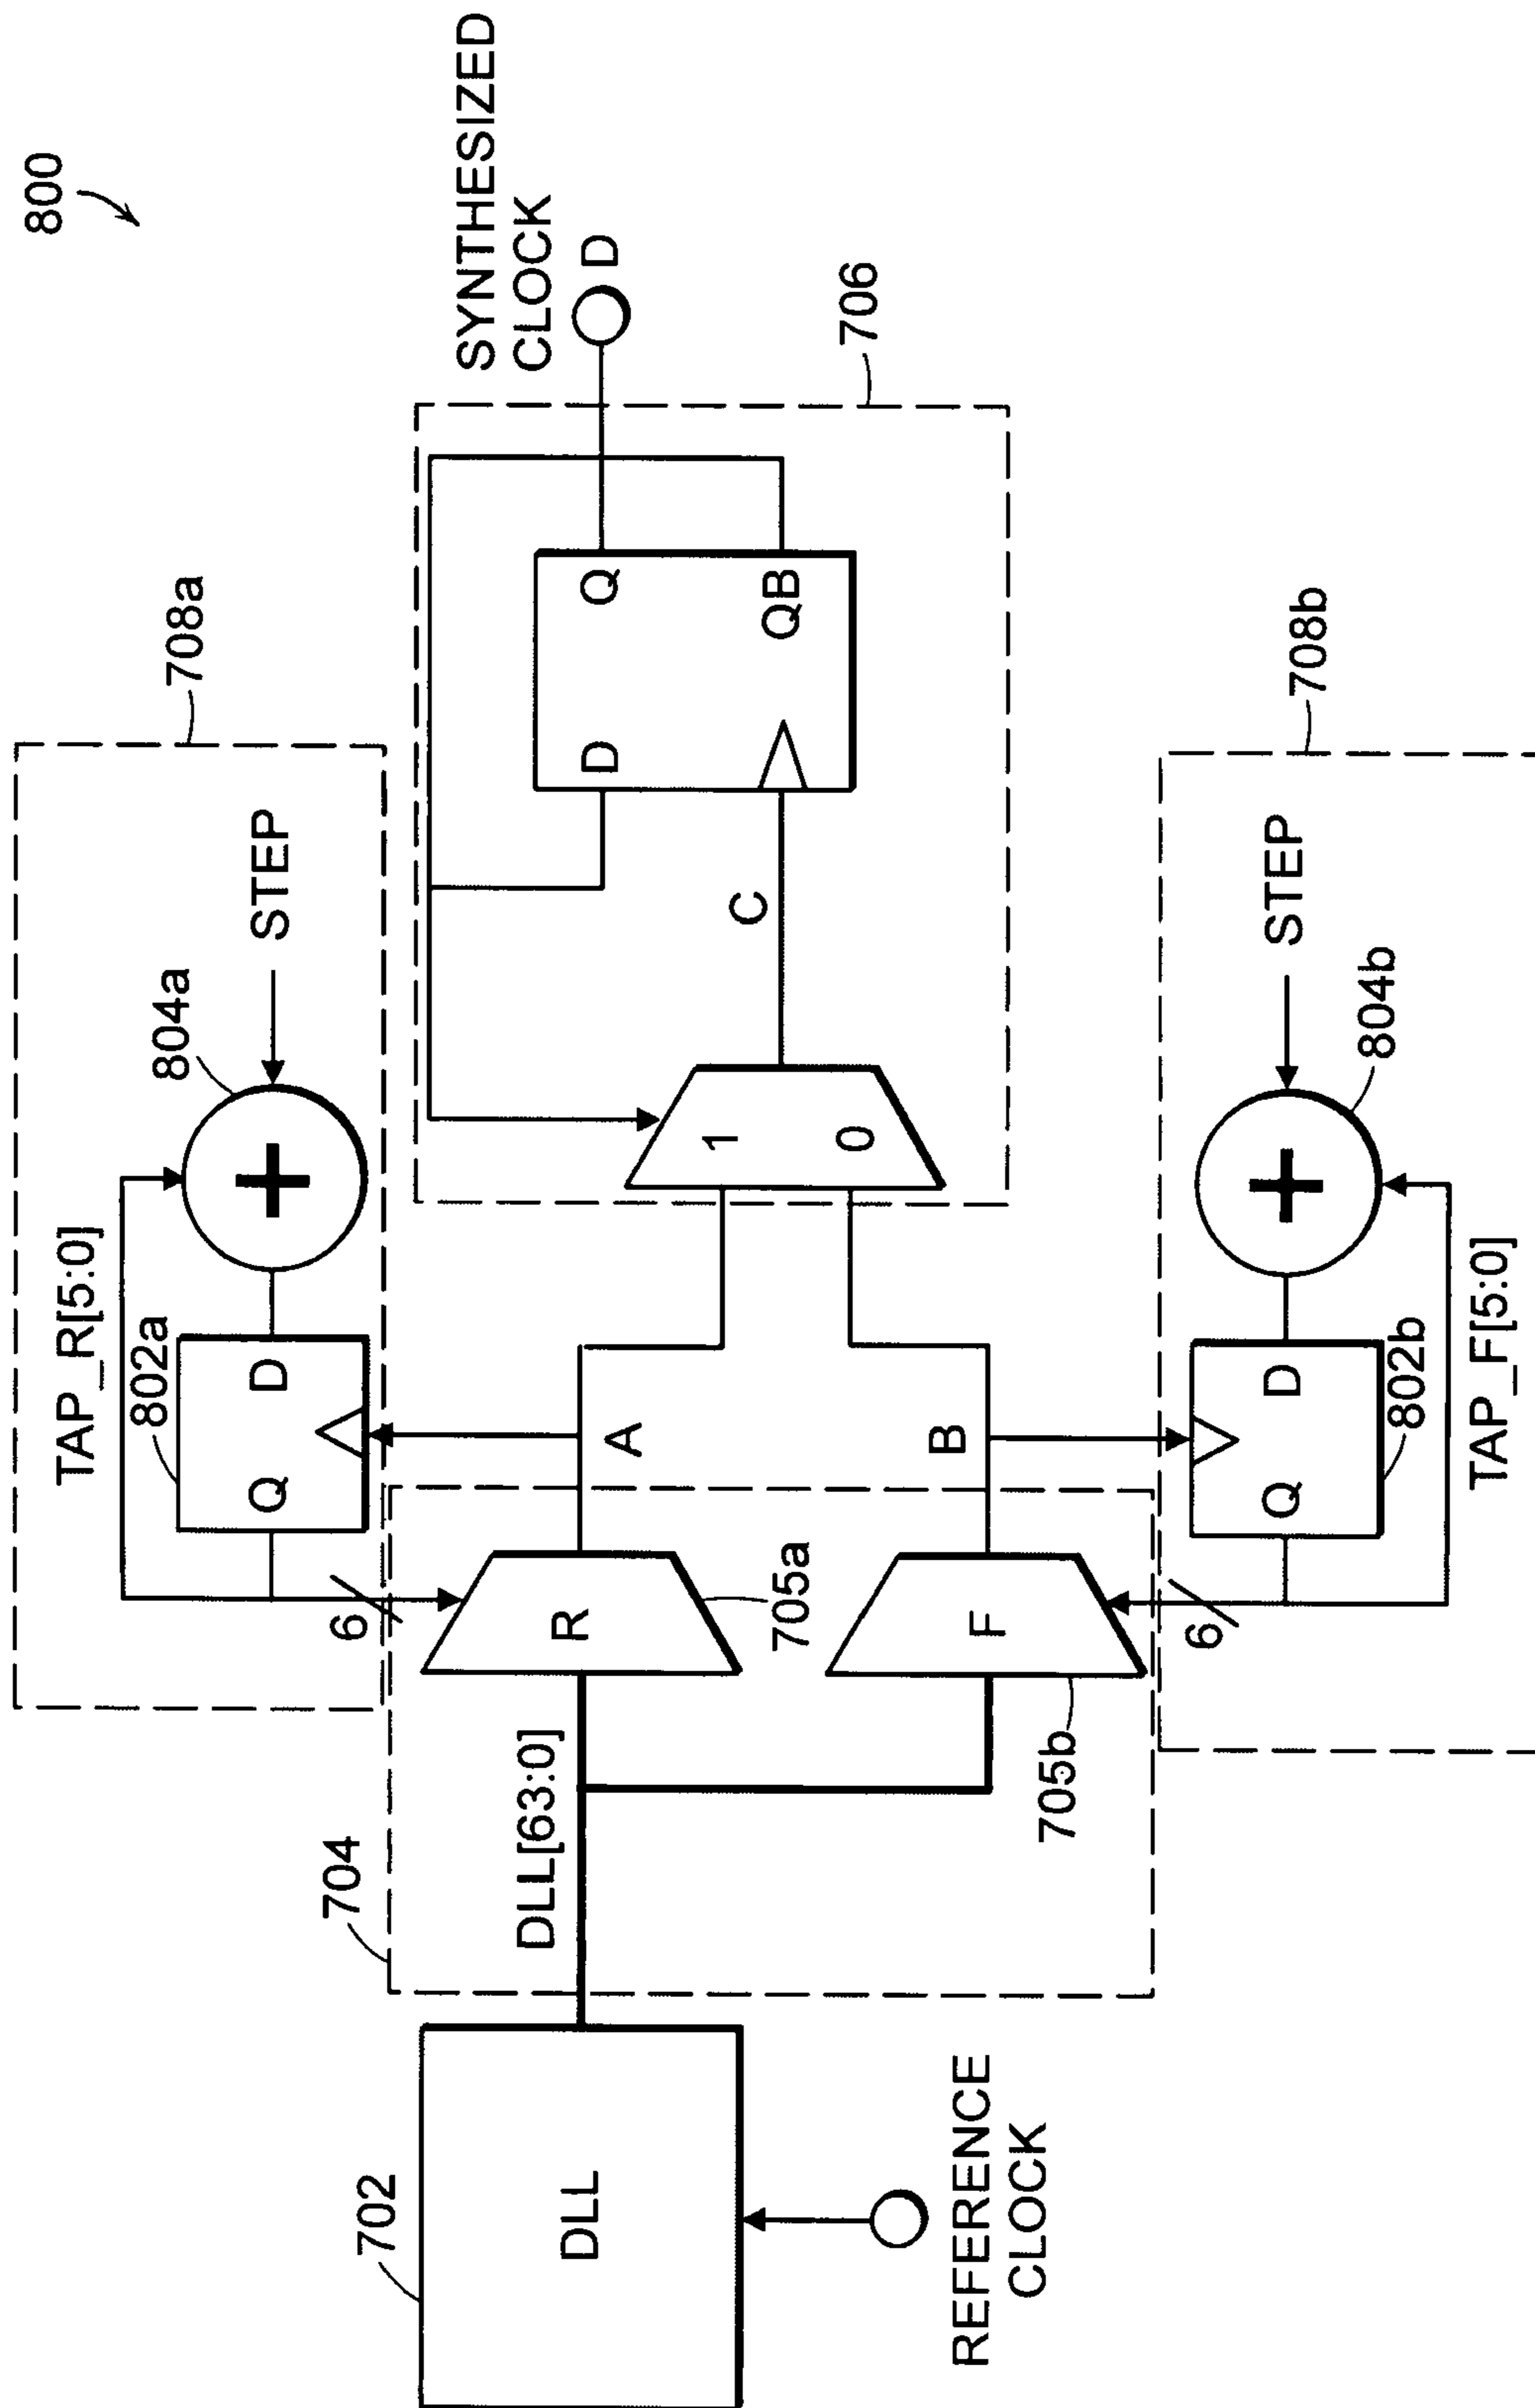 800
708a
TAP_R[5:0]
802a
Q
D
804a
+
STEP
6
704
DLL[63:0]
R
705a
A
F
705b
B
702
DLL
REFERENCE
CLOCK
706
1
0
C
D
Q
QB
SYNTHESIZED
CLOCK
D
708b
6
Q
D
802b
TAP_F[5:0]
+
804b
STEP